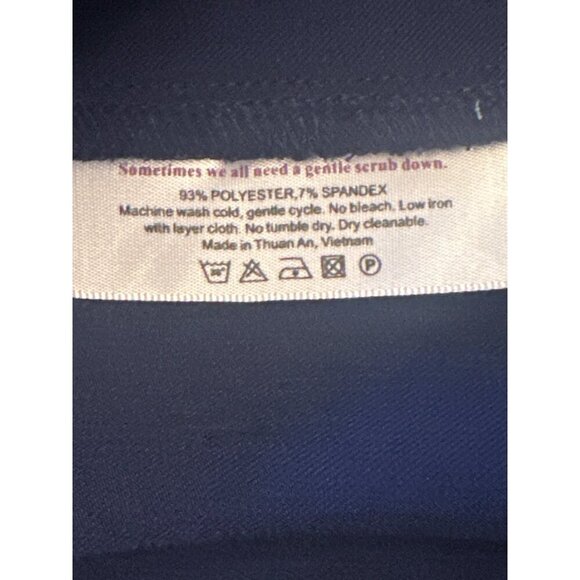 Sometimes we all need a gentle scrub down.
93% POLYESTER,7% SPANDEX
Machine wash cold, gentle cycle. No bleach. Low iron
with layer cloth. No tumble dry. Dry cleanable.
Made in Thuan An, Vietnam
P